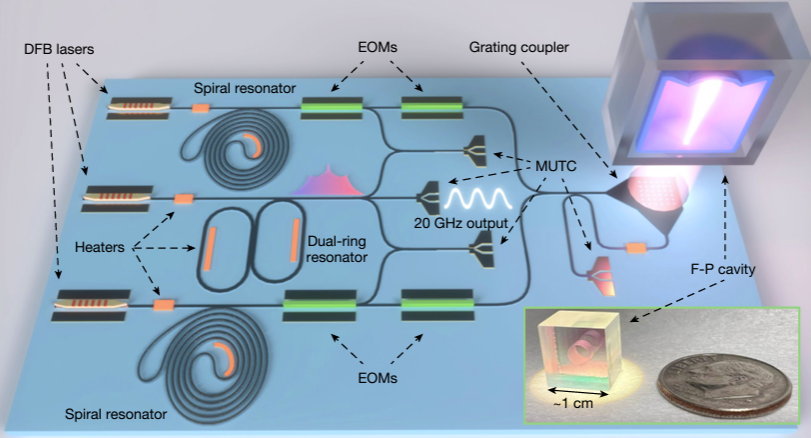 DFB lasers
EOMs
Grating coupler
Spiral resonator
MUTC
20 GHz output
Heaters
Dual-ring
resonator
F-P cavity
EOMs
~1 cm
Spiral resonator